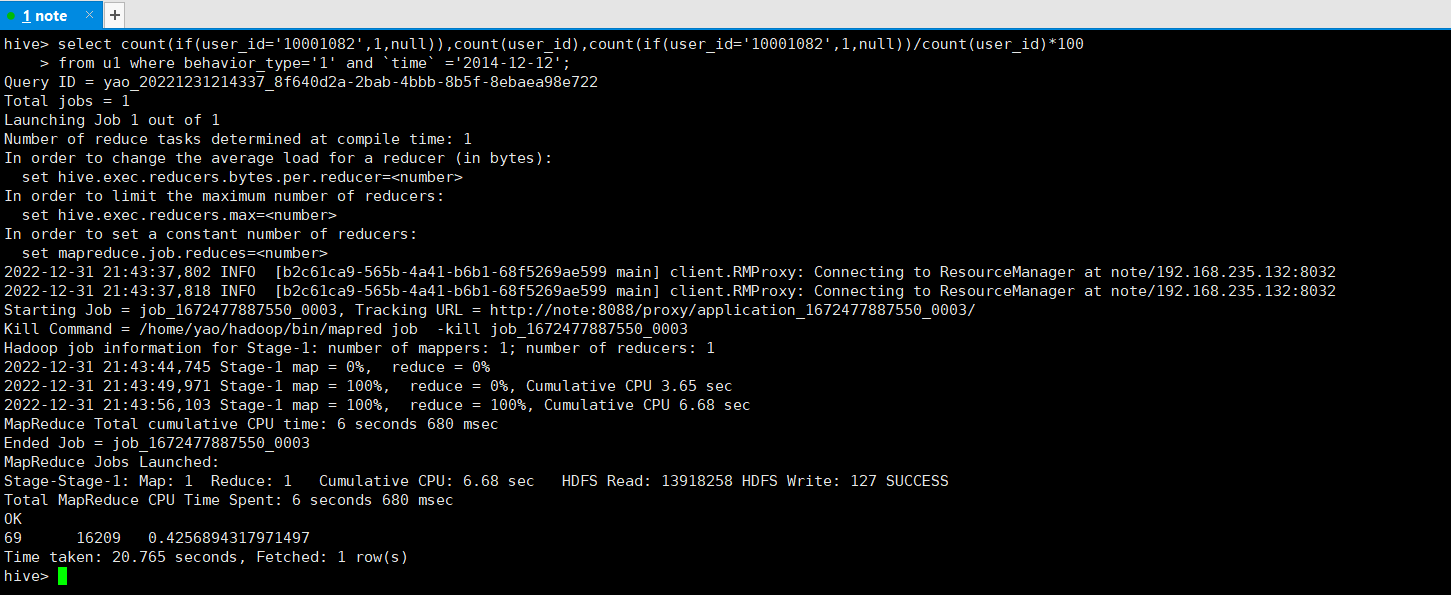 1 note × +
hive> select count(if(user_id='10001082',1,null)),count(user_id),count(if(user_id='10001082',1,null))/count(user_id)*100
    > from u1 where behavior_type='1' and `time` ='2014-12-12';
Query ID = yao_20221231214337_8f640d2a-2bab-4bbb-8b5f-8ebaea98e722
Total jobs = 1
Launching Job 1 out of 1
Number of reduce tasks determined at compile time: 1
In order to change the average load for a reducer (in bytes):
  set hive.exec.reducers.bytes.per.reducer=<number>
In order to limit the maximum number of reducers:
  set hive.exec.reducers.max=<number>
In order to set a constant number of reducers:
  set mapreduce.job.reduces=<number>
2022-12-31 21:43:37,802 INFO  [b2c61ca9-565b-4a41-b6b1-68f5269ae599 main] client.RMProxy: Connecting to ResourceManager at note/192.168.235.132:8032
2022-12-31 21:43:37,818 INFO  [b2c61ca9-565b-4a41-b6b1-68f5269ae599 main] client.RMProxy: Connecting to ResourceManager at note/192.168.235.132:8032
Starting Job = job_1672477887550_0003, Tracking URL = http://note:8088/proxy/application_1672477887550_0003/
Kill Command = /home/yao/hadoop/bin/mapred job  -kill job_1672477887550_0003
Hadoop job information for Stage-1: number of mappers: 1; number of reducers: 1
2022-12-31 21:43:44,745 Stage-1 map = 0%,  reduce = 0%
2022-12-31 21:43:49,971 Stage-1 map = 100%,  reduce = 0%, Cumulative CPU 3.65 sec
2022-12-31 21:43:56,103 Stage-1 map = 100%,  reduce = 100%, Cumulative CPU 6.68 sec
MapReduce Total cumulative CPU time: 6 seconds 680 msec
Ended Job = job_1672477887550_0003
MapReduce Jobs Launched:
Stage-Stage-1: Map: 1  Reduce: 1   Cumulative CPU: 6.68 sec   HDFS Read: 13918258 HDFS Write: 127 SUCCESS
Total MapReduce CPU Time Spent: 6 seconds 680 msec
OK
69      16209   0.4256894317971497
Time taken: 20.765 seconds, Fetched: 1 row(s)
hive>